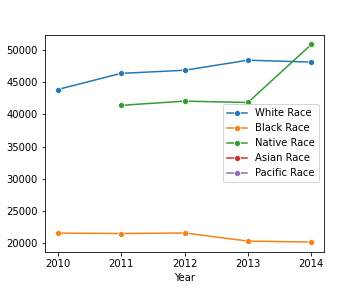 50000
45000
40000
35000
30000
25000
20000
White Race
Black Race
Native Race
Asian Race
Pacific Race
2010 2011 2012 2013 2014
Year